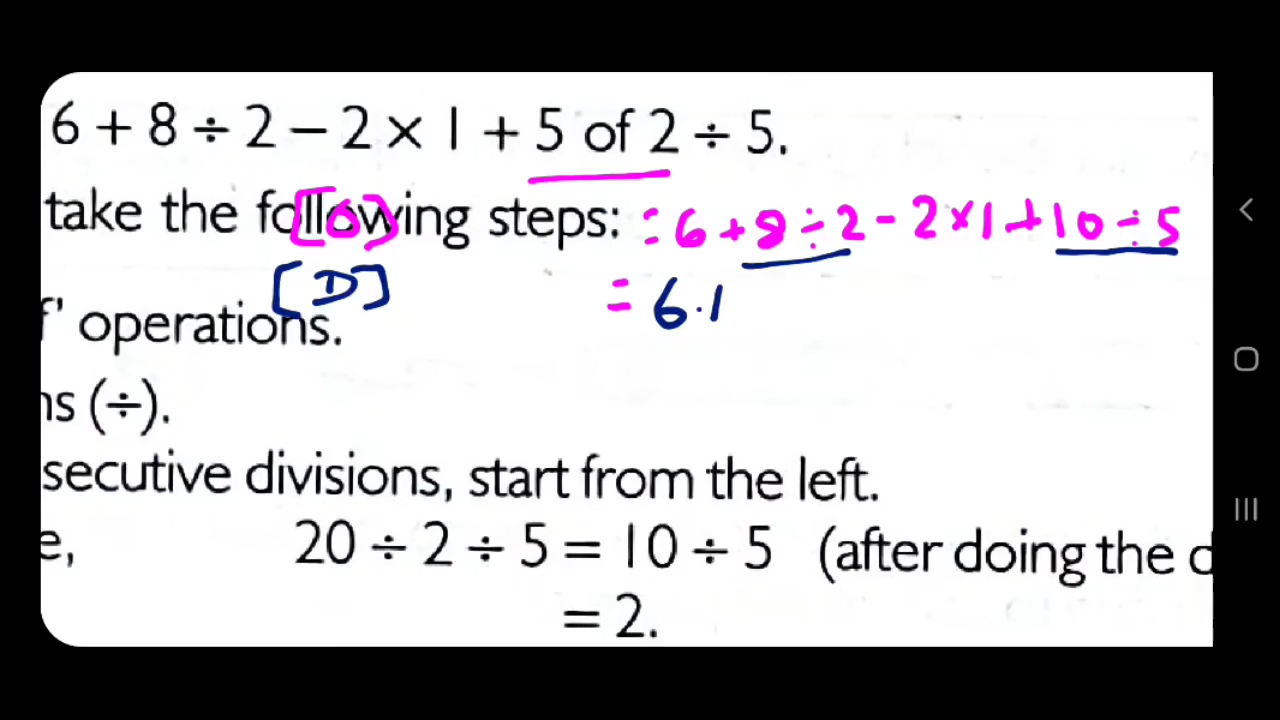 6 + 8 ÷ 2 – 2 × 1 + 5 of 2 ÷ 5.
take the following steps: = 6 + 8 ÷ 2 - 2 × 1 + 10 ÷ 5
[O]
[D] = 6.1
f' operations.
ns (÷).
secutive divisions, start from the left.
e, 20 ÷ 2 ÷ 5 = 10 ÷ 5 (after doing the d
= 2.